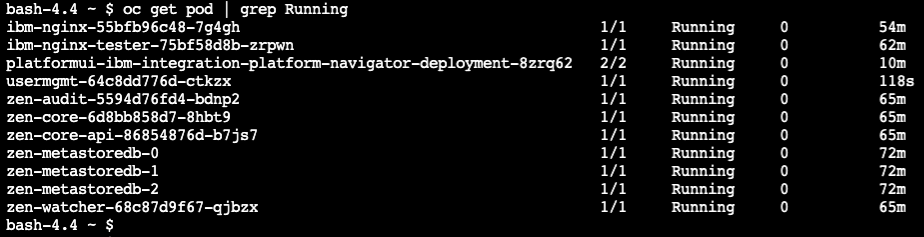 bash-4.4 ~ $ oc get pod | grep Running
ibm-nginx-55bfb96c48-7g4gh 1/1 Running 0 54m
ibm-nginx-tester-75bf58d8b-zrpwn 1/1 Running 0 62m
platformui-ibm-integration-platform-navigator-deployment-8zrq62 2/2 Running 0 10m
usermgmt-64c8dd776d-ctkzx 1/1 Running 0 118s
zen-audit-5594d76fd4-bdnp2 1/1 Running 0 65m
zen-core-6d8bb858d7-8hbt9 1/1 Running 0 65m
zen-core-api-86854876d-b7js7 1/1 Running 0 65m
zen-metastoredb-0 1/1 Running 0 72m
zen-metastoredb-1 1/1 Running 0 72m
zen-metastoredb-2 1/1 Running 0 72m
zen-watcher-68c87d9f67-qjbzx 1/1 Running 0 65m
bash-4.4 ~ $